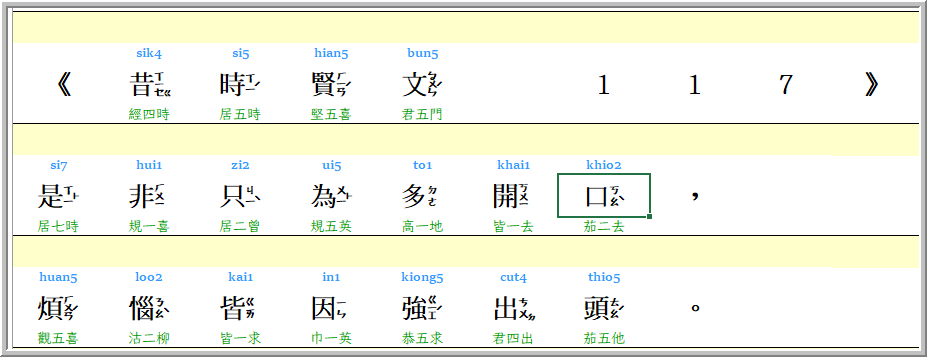 sik4 si5 hian5 bun5
《 昔 時 賢 文 1 1 7 》
經四時 居五時 堅五喜 君五門
si7 hui1 zi2 ui5 to1 khai1 khio2
是 非 只 為 多 開 口 ，
居七時 規一喜 居二曾 規五英 高一地 皆一去 茄二去
huan5 loo2 kai1 in1 kiong5 cut4 thio5
煩 惱 皆 因 強 出 頭 。
觀五喜 沽二柳 皆一求 巾一英 恭五求 君四出 茄五他